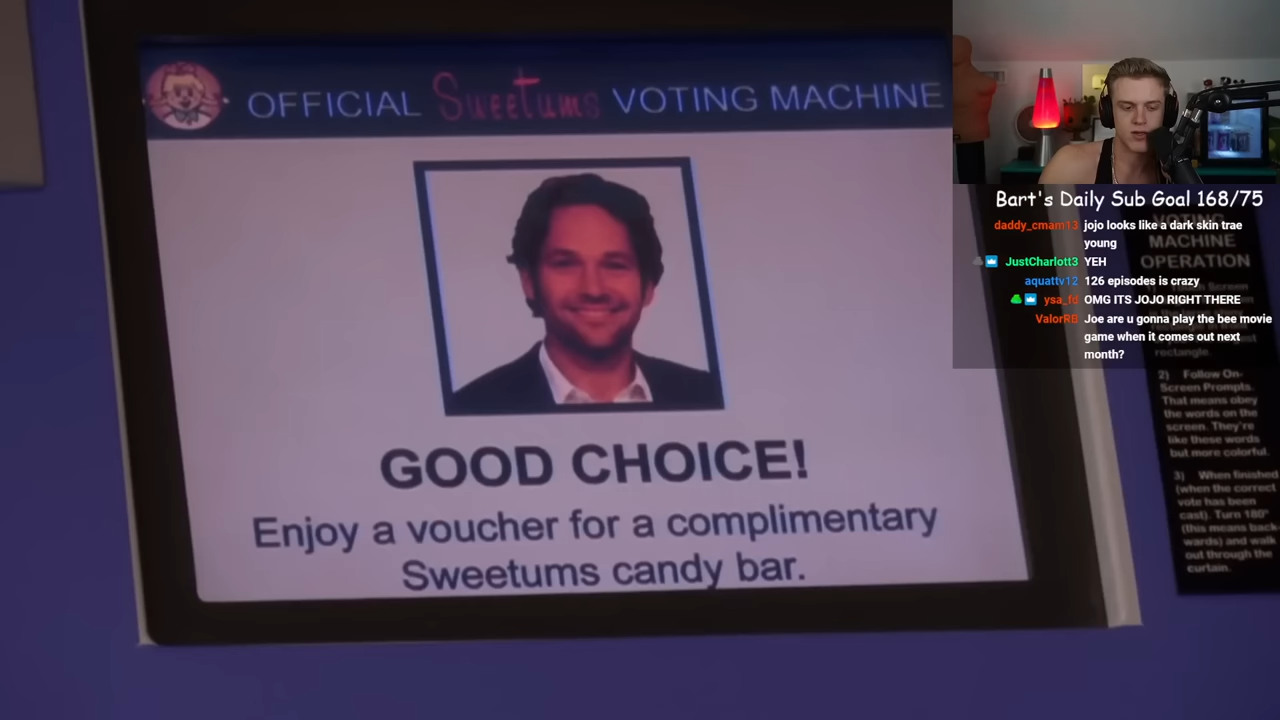 OFFICIAL Sweetums VOTING MACHINE
GOOD CHOICE!
Enjoy a voucher for a complimentary
Sweetums candy bar.
Bart's Daily Sub Goal 168/75
daddy_cmam13 jojo looks like a dark skin trae
young
JustCharlott3 YEH
aquattv12 126 episodes is crazy
ysa_fd OMG ITS JOJO RIGHT THERE
ValorRB Joe are u gonna play the bee movie
game when it comes out next
month?
VOTING
MACHINE
OPERATION
Screen
rectangle.
2) Follow On-
Screen Prompts.
That means obey
the words on the
screen. They're
like these words
but more colorful.
3) When finished
(when the correct
vote has been
cast). Turn 180°
(this means back
wards) and walk
out through the
curtain.